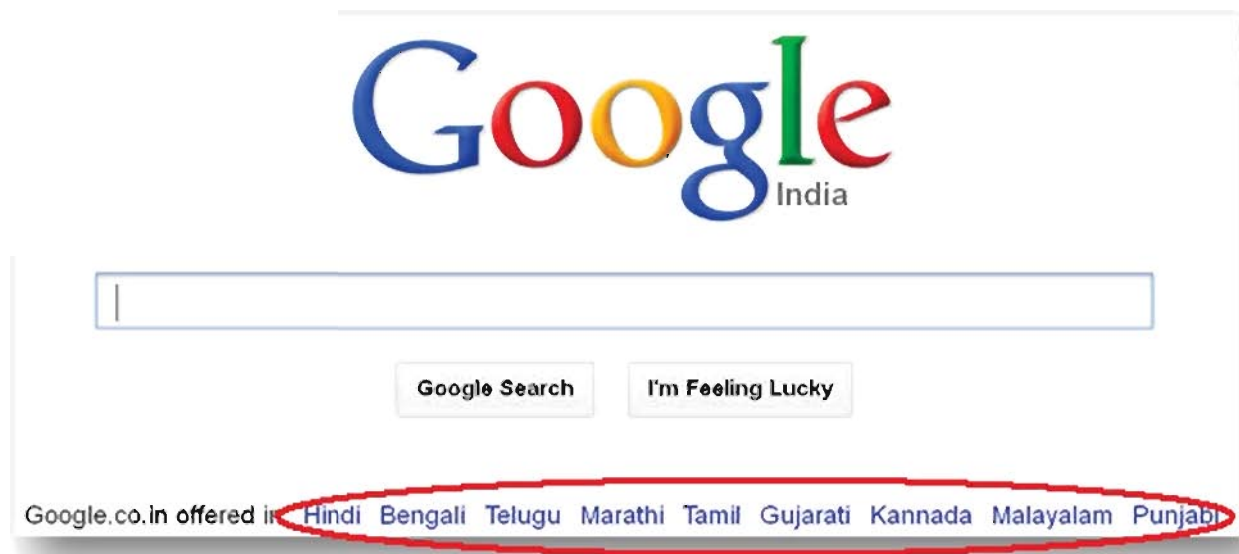 Google
India
Google Search I'm Feeling Lucky
Google.co.in offered in Hindi Bengali Telugu Marathi Tamil Gujarati Kannada Malayalam Punjabi